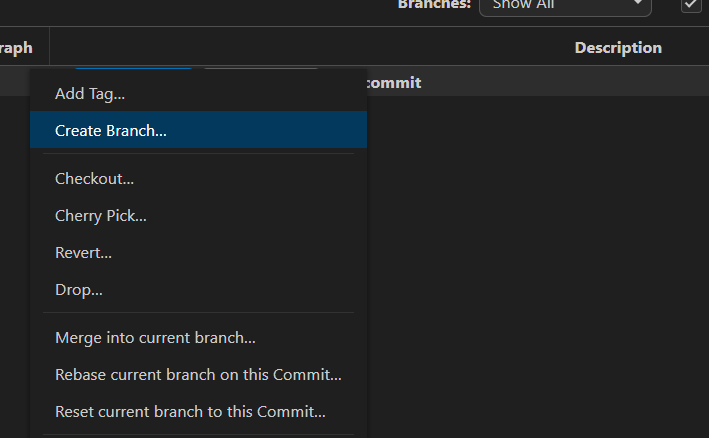 Branches: Show All
raph Description
commit
Add Tag...
Create Branch...
Checkout...
Cherry Pick...
Revert...
Drop...
Merge into current branch...
Rebase current branch on this Commit...
Reset current branch to this Commit...